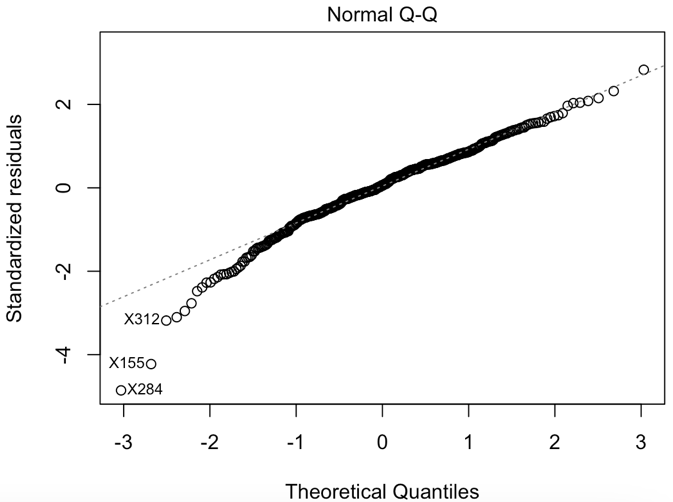 Normal Q-Q
Standardized residuals
2
0
-2
-4
X312
X155
X284
-3 -2 -1 0 1 2 3
Theoretical Quantiles